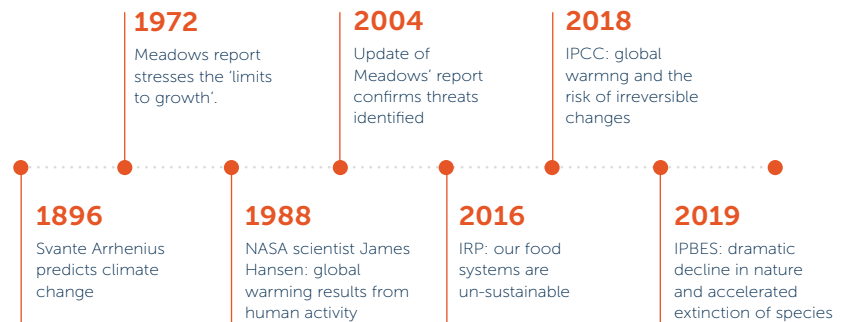 1972
Meadows report
stresses the ‘limits
to growth’.
2004
Update of
Meadows’ report
confirms threats
identified
2018
IPCC: global
warmng and the
risk of irreversible
changes
1896
Svante Arrhenius
predicts climate
change
1988
NASA scientist James
Hansen: global
warming results from
human activity
2016
IRP: our food
systems are
un-sustainable
2019
IPBES: dramatic
decline in nature
and accelerated
extinction of species